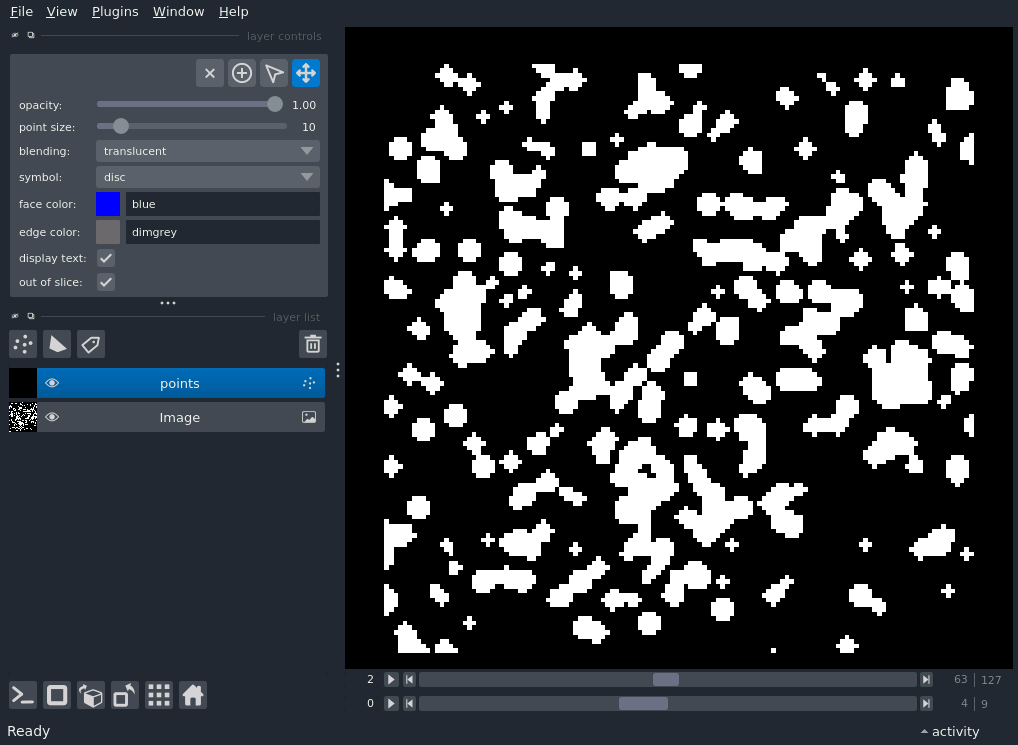 File View Plugins Window Help
layer controls
opacity: 1.00
point size: 10
blending: translucent
symbol: disc
face color: blue
edge color: dimgrey
display text:
out of slice:
layer list
points
Image
2 63 127
0 4 9
Ready activity